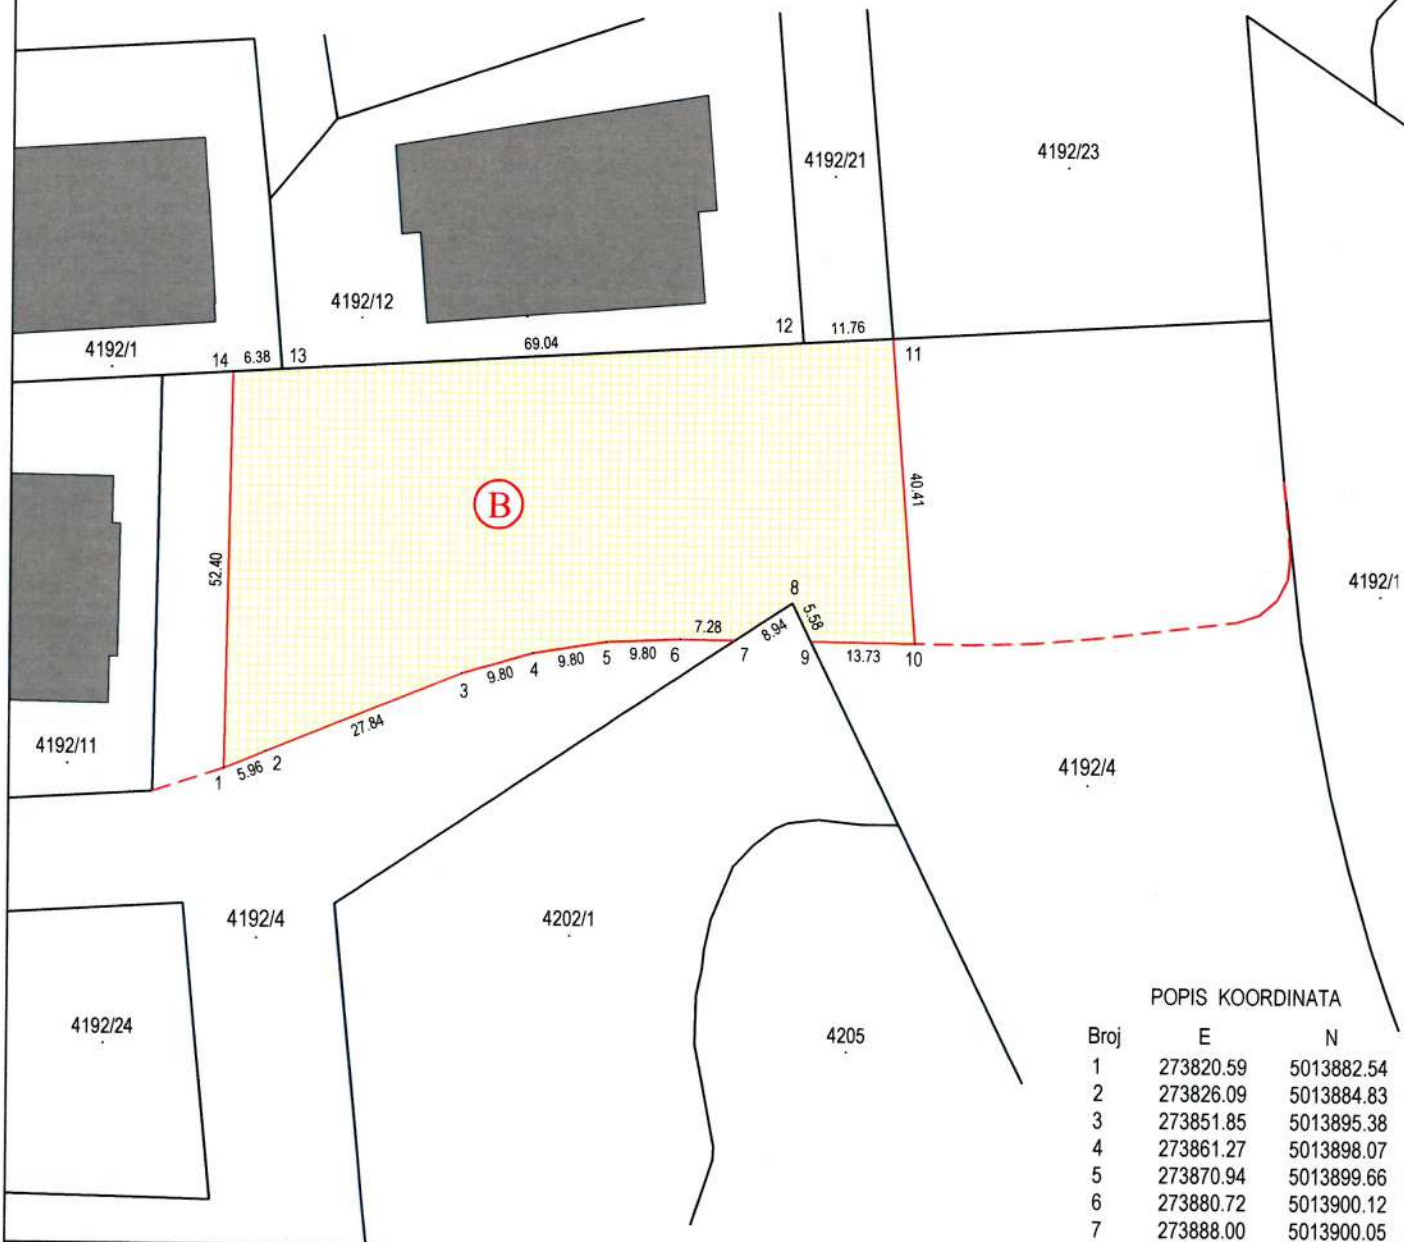 4192/21
4192/23
4192/12
4192/1
14 6.38 13
69.04
12 11.76
11
B
40.41
52.40
4192/1
8
5.58
8.94
7.28
7
9 13.73 10
3 9.80 4 9.80 5 9.80 6
27.84
1 5.96 2
4192/11
4192/4
4192/4
4202/1
4192/24
4205
POPIS KOORDINATA
Broj E N
1 273820.59 5013882.54
2 273826.09 5013884.83
3 273851.85 5013895.38
4 273861.27 5013898.07
5 273870.94 5013899.66
6 273880.72 5013900.12
7 273888.00 5013900.05